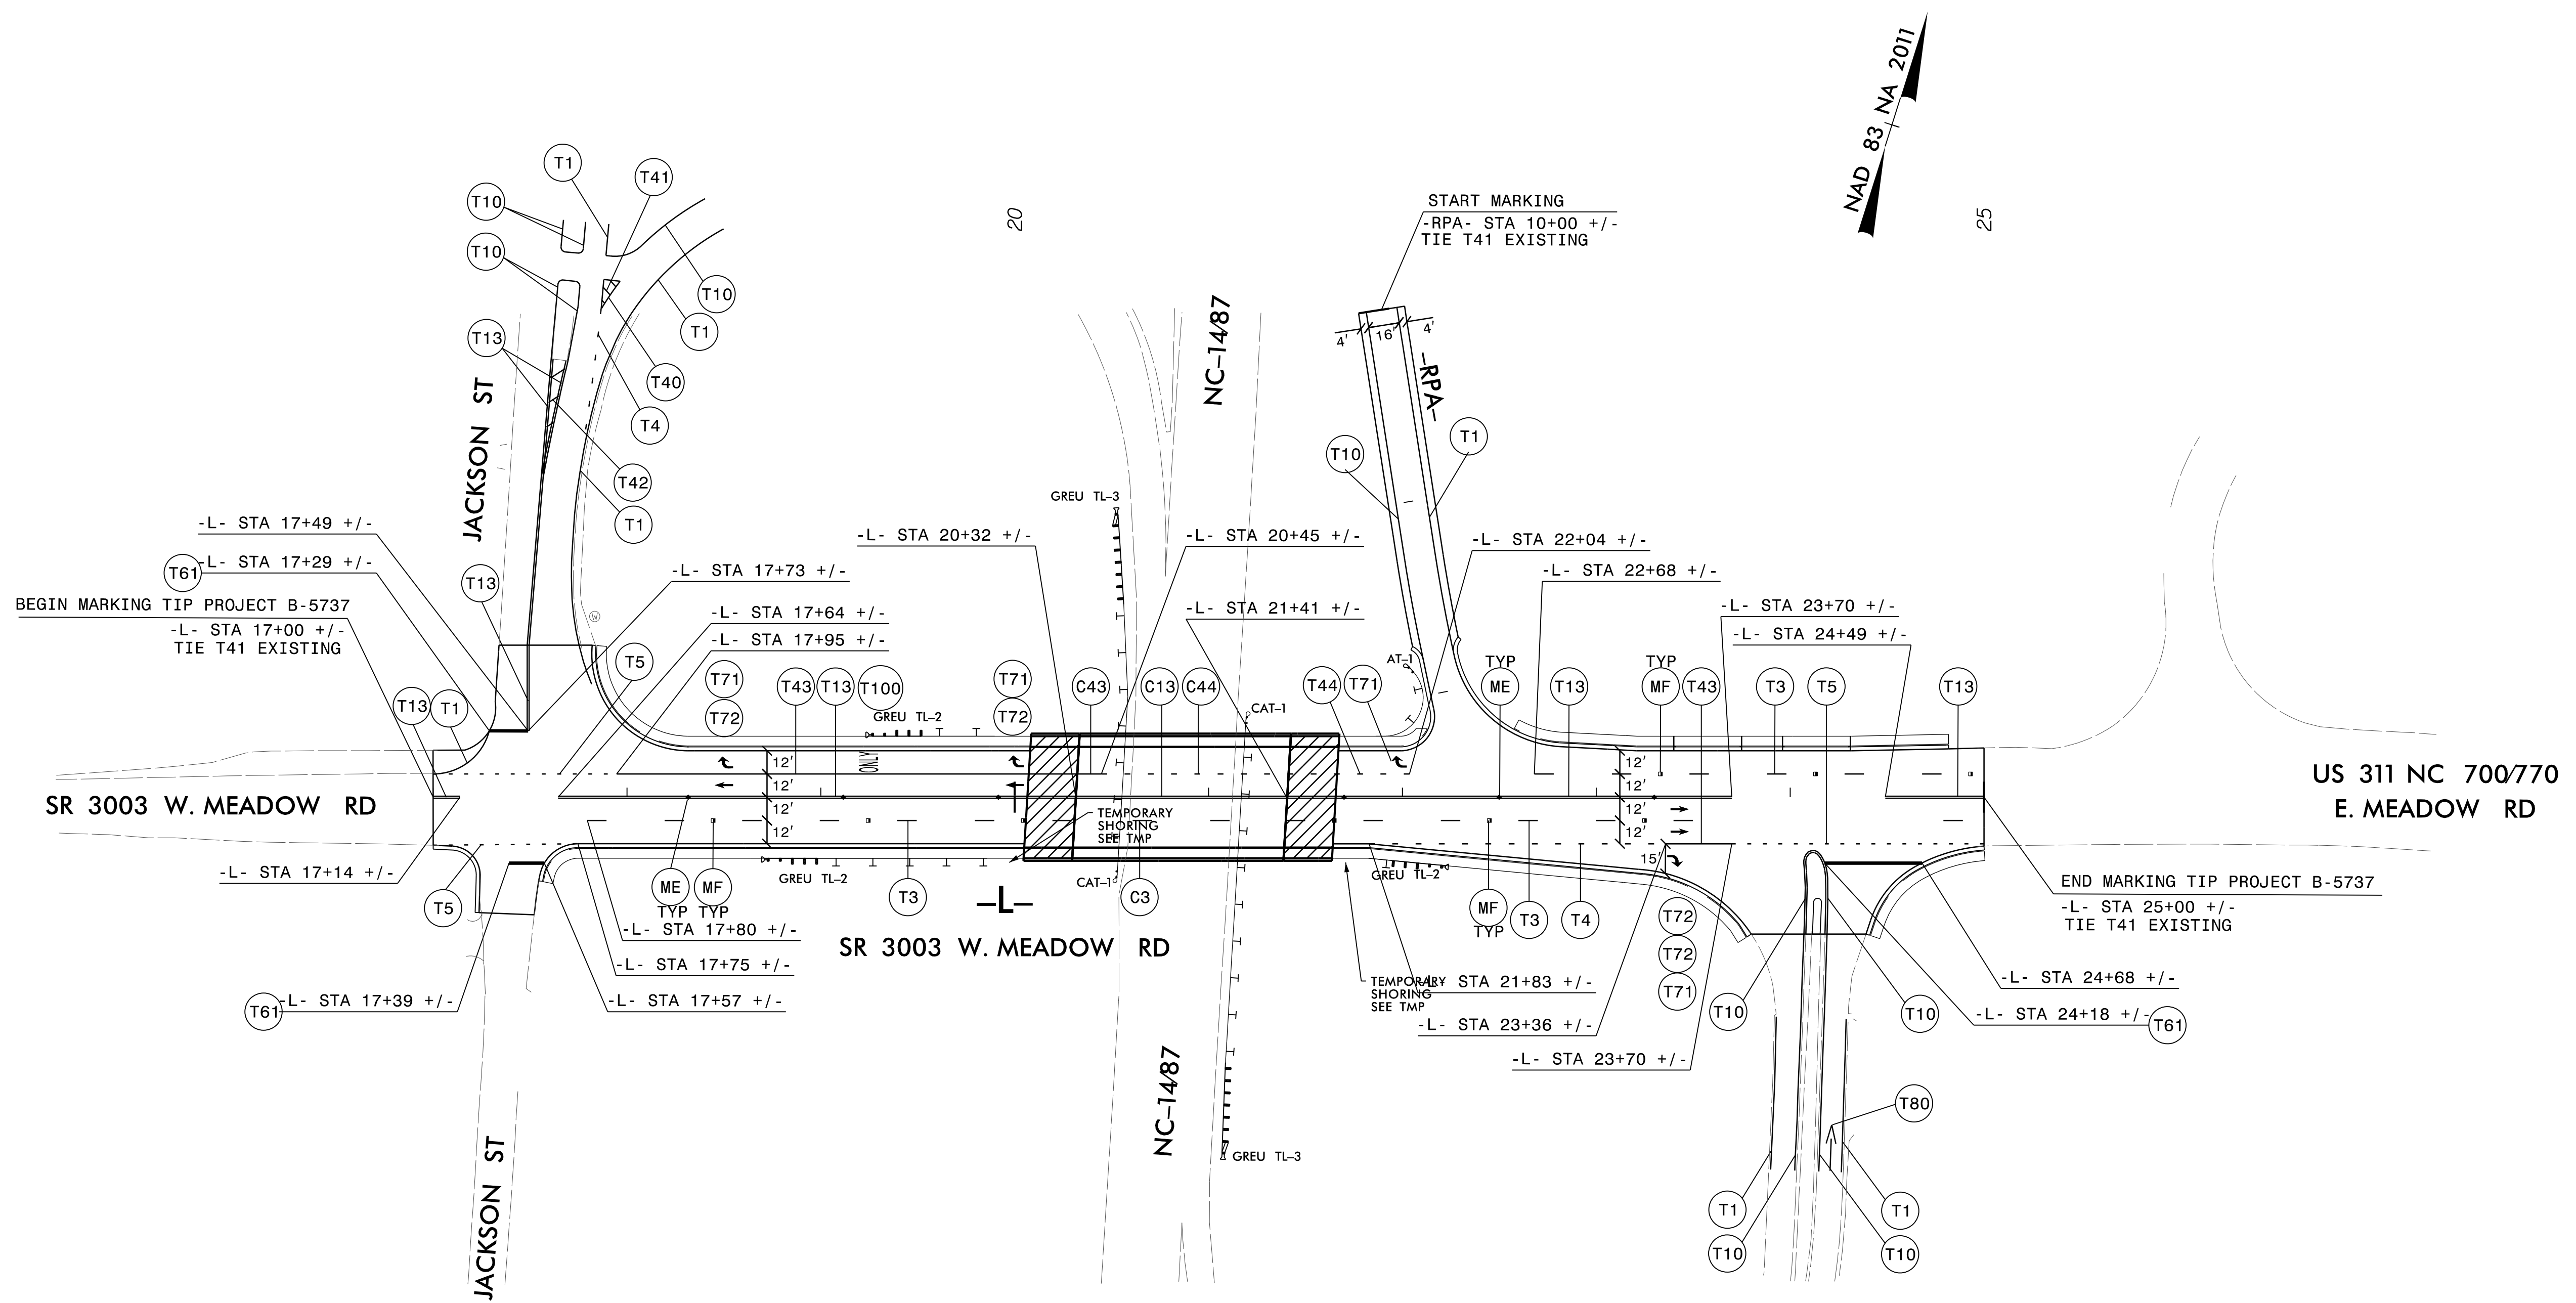 NAD 83 NA 2011
20
25
T1
T41
T10
T10
T10
T1
T13
T40
T4
T42
T1
JACKSON ST
START MARKING
-RPA- STA 10+00 +/-
TIE T41 EXISTING
4'
16'
4'
-RPA-
T10
T1
NC-14/87
GREU TL-3
-L- STA 17+49 +/-
T61
-L- STA 17+29 +/-
BEGIN MARKING TIP PROJECT B-5737
-L- STA 17+00 +/-
TIE T41 EXISTING
T13
W
-L- STA 17+73 +/-
-L- STA 17+64 +/-
-L- STA 17+95 +/-
-L- STA 20+32 +/-
-L- STA 20+45 +/-
-L- STA 21+41 +/-
-L- STA 22+04 +/-
-L- STA 22+68 +/-
-L- STA 23+70 +/-
-L- STA 24+49 +/-
T13
T1
T5
T71
T72
T43
T13
T100
T71
T72
C43
C13
C44
T44
T71
AT-1
TYP
ME
T13
TYP
MF
T43
T3
T5
T13
GREU TL-2
CAT-1
ONLY
12'
12'
12'
12'
12'
12'
12'
12'
15'
SR 3003 W. MEADOW RD
US 311 NC 700/770
E. MEADOW RD
TEMPORARY
SHORING
SEE TMP
-L- STA 17+14 +/-
T5
ME
TYP
MF
TYP
GREU TL-2
T3
-L-
CAT-1
C3
GREU TL-2
MF
TYP
T3
T4
T72
T72
T71
END MARKING TIP PROJECT B-5737
-L- STA 25+00 +/-
TIE T41 EXISTING
-L- STA 17+80 +/-
-L- STA 17+75 +/-
-L- STA 17+57 +/-
T61
-L- STA 17+39 +/-
SR 3003 W. MEADOW RD
TEMPORARY
SHORING
SEE TMP
-L- STA 21+83 +/-
-L- STA 23+36 +/-
-L- STA 23+70 +/-
T10
T10
-L- STA 24+68 +/-
-L- STA 24+18 +/-
T61
T80
NC-14/87
GREU TL-3
JACKSON ST
T1
T10
T1
T10